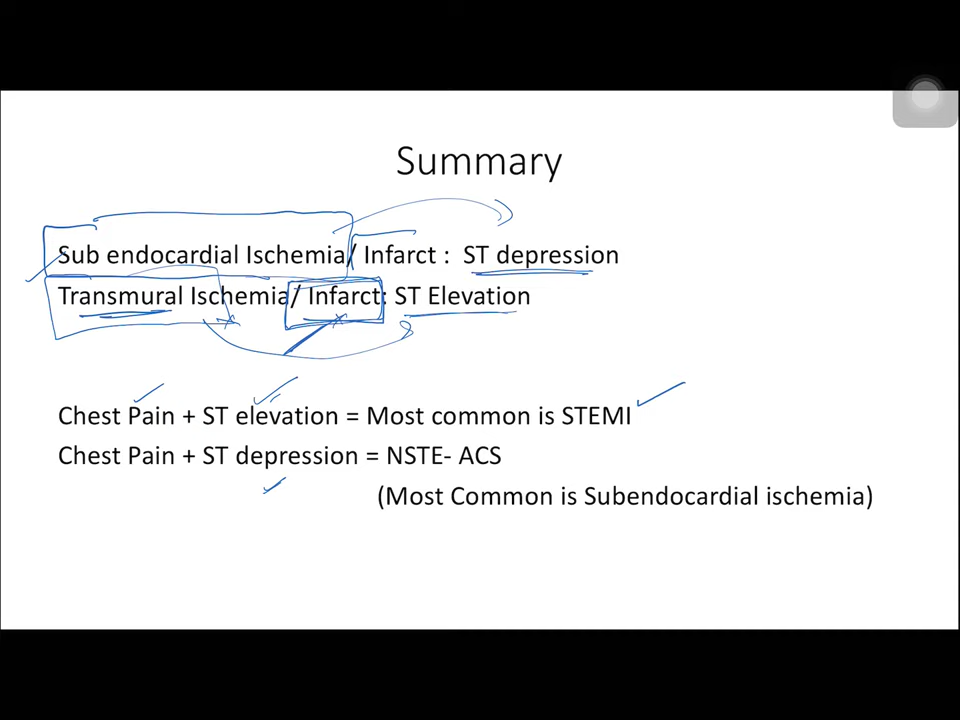 Summary
Sub endocardial Ischemia/ Infarct : ST depression
Transmural Ischemia/ Infarct: ST Elevation
Chest Pain + ST elevation = Most common is STEMI
Chest Pain + ST depression = NSTE- ACS
(Most Common is Subendocardial ischemia)